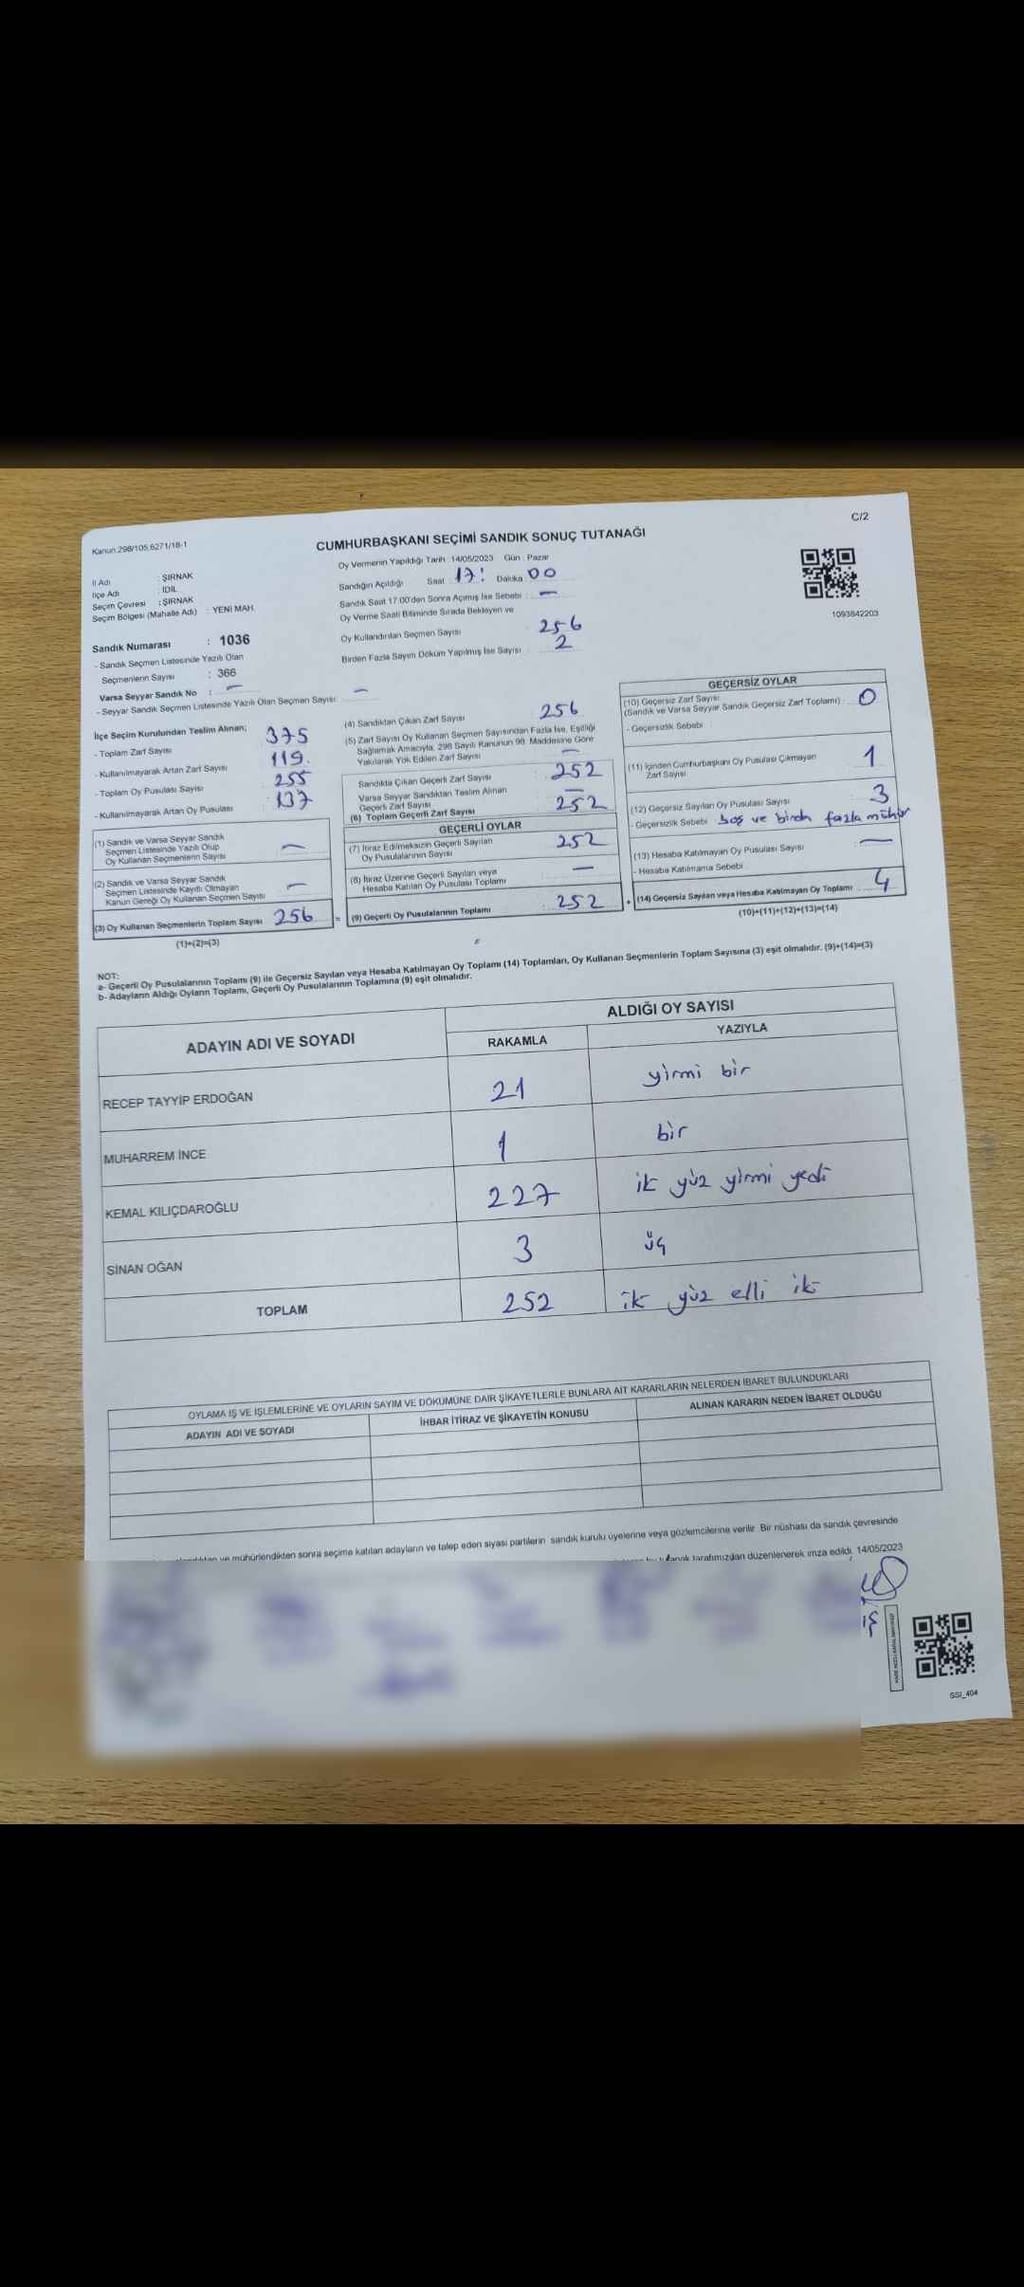 Kanun:298/105,6271/18-1
C/2
CUMHURBAŞKANI SEÇİMİ SANDIK SONUÇ TUTANAĞI
Oy Vermenin Yapıldığı Tarih : 14/05/2023 Gün : Pazar
İl Adı : ŞIRNAK
İlçe Adı : İDİL
Seçim Çevresi : ŞIRNAK
Seçim Bölgesi (Mahalle Adı) : YENİ MAH.
Sandığın Açıldığı Saat 17: Dakika 00
Sandık Saat 17:00'den Sonra Açılmış İse Sebebi : —
Oy Verme Saati Bitiminde Sırada Bekleyen ve
Oy Kullandırılan Seçmen Sayısı 256
Birden Fazla Sayım Döküm Yapılmış İse Sayısı 2
1093842203
Sandık Numarası : 1036
- Sandık Seçmen Listesinde Yazılı Olan
Seçmenlerin Sayısı : 366
Varsa Seyyar Sandık No : —
- Seyyar Sandık Seçmen Listesinde Yazılı Olan Seçmen Sayısı: —
İlçe Seçim Kurulundan Teslim Alınan;
- Toplam Zarf Sayısı 375
- Kullanılmayarak Artan Zarf Sayısı 119.
- Toplam Oy Pusulası Sayısı 255
- Kullanılmayarak Artan Oy Pusulası : 137
(1) Sandık ve Varsa Seyyar Sandık
Seçmen Listesinde Yazılı Olup
Oy Kullanan Seçmenlerin Sayısı —
(2) Sandık ve Varsa Seyyar Sandık
Seçmen Listesinde Kayıtlı Olmayan
Kanun Gereği Oy Kullanan Seçmen Sayısı —
(3) Oy Kullanan Seçmenlerin Toplam Sayısı 256 =
(1)+(2)=(3)
(4) Sandıktan Çıkan Zarf Sayısı 256
(5) Zarf Sayısı Oy Kullanan Seçmen Sayısından Fazla İse, Eşitliği
Sağlamak Amacıyla, 298 Sayılı Kanunun 98. Maddesine Göre
Yakılarak Yok Edilen Zarf Sayısı —
Sandıkta Çıkan Geçerli Zarf Sayısı : 252
Varsa Seyyar Sandıktan Teslim Alınan
Geçerli Zarf Sayısı —
(6) Toplam Geçerli Zarf Sayısı : 252
GEÇERLİ OYLAR
(7) İtiraz Edilmeksizin Geçerli Sayılan
Oy Pusulalarının Sayısı 252
(8) İtiraz Üzerine Geçerli Sayılan veya
Hesaba Katılan Oy Pusulası Toplamı —
(9) Geçerli Oy Pusulalarının Toplamı : 252 +
GEÇERSİZ OYLAR
(10) Geçersiz Zarf Sayısı
(Sandık ve Varsa Seyyar Sandık Geçersiz Zarf Toplamı) : 0
- Geçersizlik Sebebi :
(11) İçinden Cumhurbaşkanı Oy Pusulası Çıkmayan
Zarf Sayısı 1
(12) Geçersiz Sayılan Oy Pusulası Sayısı 3
- Geçersizlik Sebebi : boş ve birden fazla mühür
(13) Hesaba Katılmayan Oy Pusulası Sayısı —
- Hesaba Katılmama Sebebi :
(14) Geçersiz Sayılan veya Hesaba Katılmayan Oy Toplamı : 4
(10)+(11)+(12)+(13)=(14)
NOT:
a- Geçerli Oy Pusulalarının Toplamı (9) ile Geçersiz Sayılan veya Hesaba Katılmayan Oy Toplamı (14) Toplamları, Oy Kullanan Seçmenlerin Toplam Sayısına (3) eşit olmalıdır. (9)+(14)=(3)
b- Adayların Aldığı Oyların Toplamı, Geçerli Oy Pusulalarının Toplamına (9) eşit olmalıdır.
ADAYIN ADI VE SOYADI
ALDIĞI OY SAYISI
RAKAMLA YAZIYLA
RECEP TAYYİP ERDOĞAN 21 yirmi bir
MUHARREM İNCE 1 bir
KEMAL KILIÇDAROĞLU 227 ik yüz yirmi yedi
SİNAN OĞAN 3 üç
TOPLAM 252 ik yüz elli ik
OYLAMA İŞ VE İŞLEMLERİNE VE OYLARIN SAYIM VE DÖKÜMÜNE DAİR ŞİKAYETLERLE BUNLARA AİT KARARLARIN NELERDEN İBARET BULUNDUKLARI
ADAYIN ADI VE SOYADI İHBAR İTİRAZ VE ŞİKAYETİN KONUSU ALINAN KARARIN NEDEN İBARET OLDUĞU
ve mühürlendikten sonra seçime katılan adayların ve talep eden siyasi partilerin sandık kurulu üyelerine veya gözlemcilerine verilir. Bir nüshası da sandık çevresinde
tarafımızdan düzenlenerek imza edildi. 14/05/2023
GSI_404